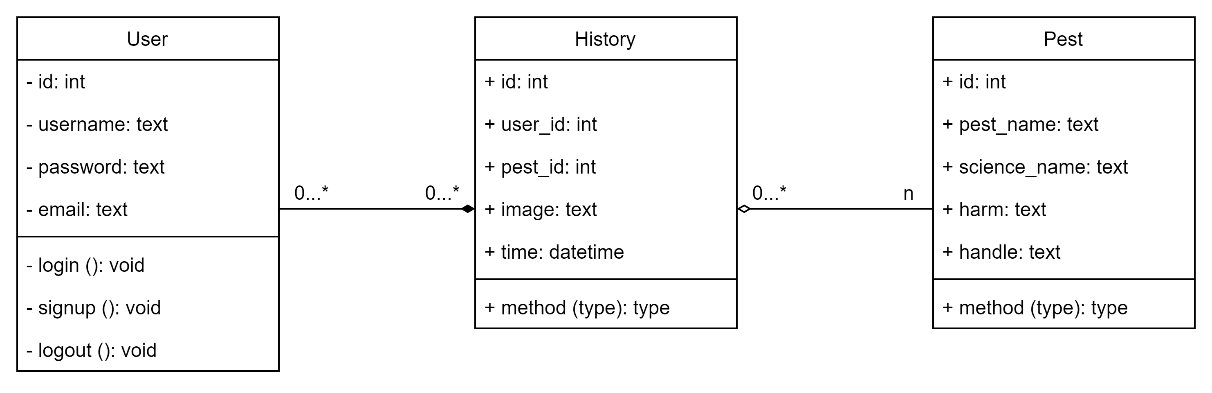 User
- id: int
- username: text
- password: text
- email: text
- login (): void
- signup (): void
- logout (): void
0...*
0...*
History
+ id: int
+ user_id: int
+ pest_id: int
+ image: text
+ time: datetime
+ method (type): type
0...*
n
Pest
+ id: int
+ pest_name: text
+ science_name: text
+ harm: text
+ handle: text
+ method (type): type